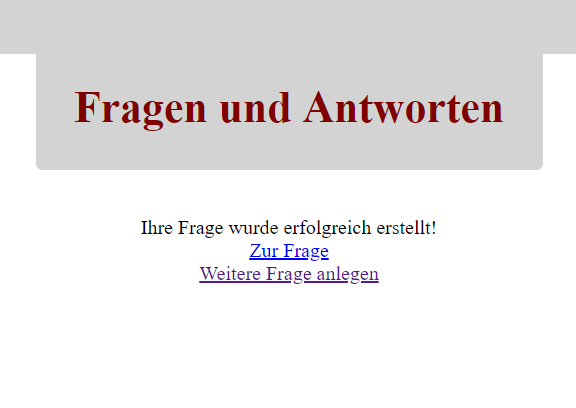 Fragen und Antworten
Ihre Frage wurde erfolgreich erstellt!
Zur Frage
Weitere Frage anlegen